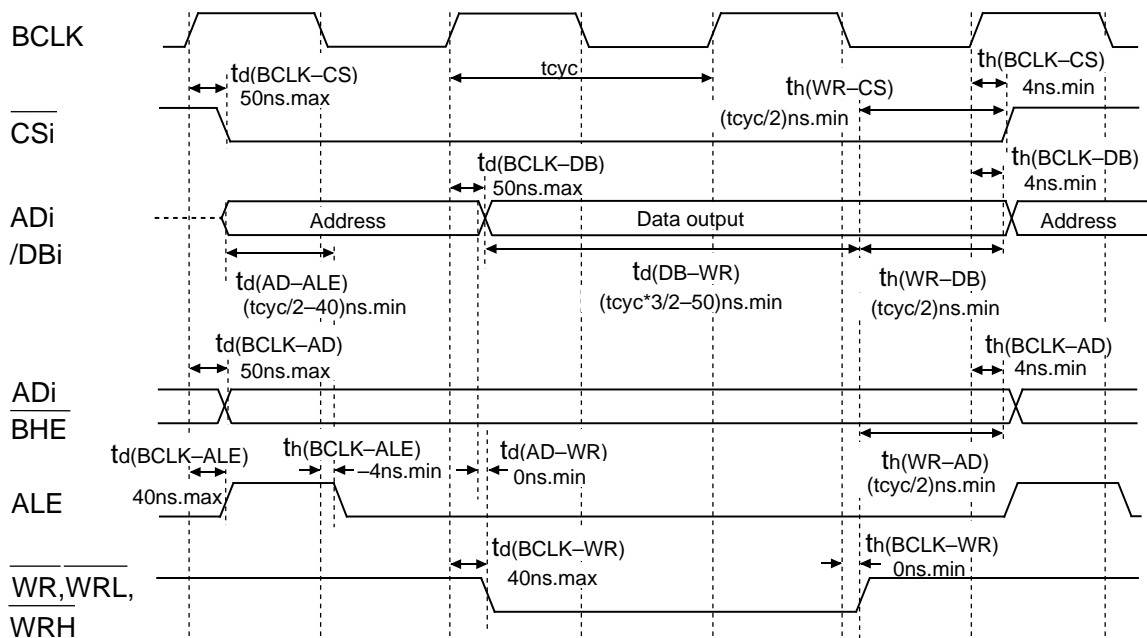 BCLK
td(BCLK–CS)
50ns.max
tcyc
th(WR–CS)
(tcyc/2)ns.min
th(BCLK–CS)
4ns.min
CSi
td(BCLK–DB)
50ns.max
th(BCLK–DB)
4ns.min
ADi
/DBi
Address
Data output
Address
td(AD–ALE)
(tcyc/2–40)ns.min
td(DB–WR)
(tcyc*3/2–50)ns.min
th(WR–DB)
(tcyc/2)ns.min
td(BCLK–AD)
50ns.max
th(BCLK–AD)
4ns.min
ADi
BHE
td(BCLK–ALE)
40ns.max
th(BCLK–ALE)
–4ns.min
td(AD–WR)
0ns.min
th(WR–AD)
(tcyc/2)ns.min
ALE
td(BCLK–WR)
40ns.max
th(BCLK–WR)
0ns.min
WR,WRL,
WRH